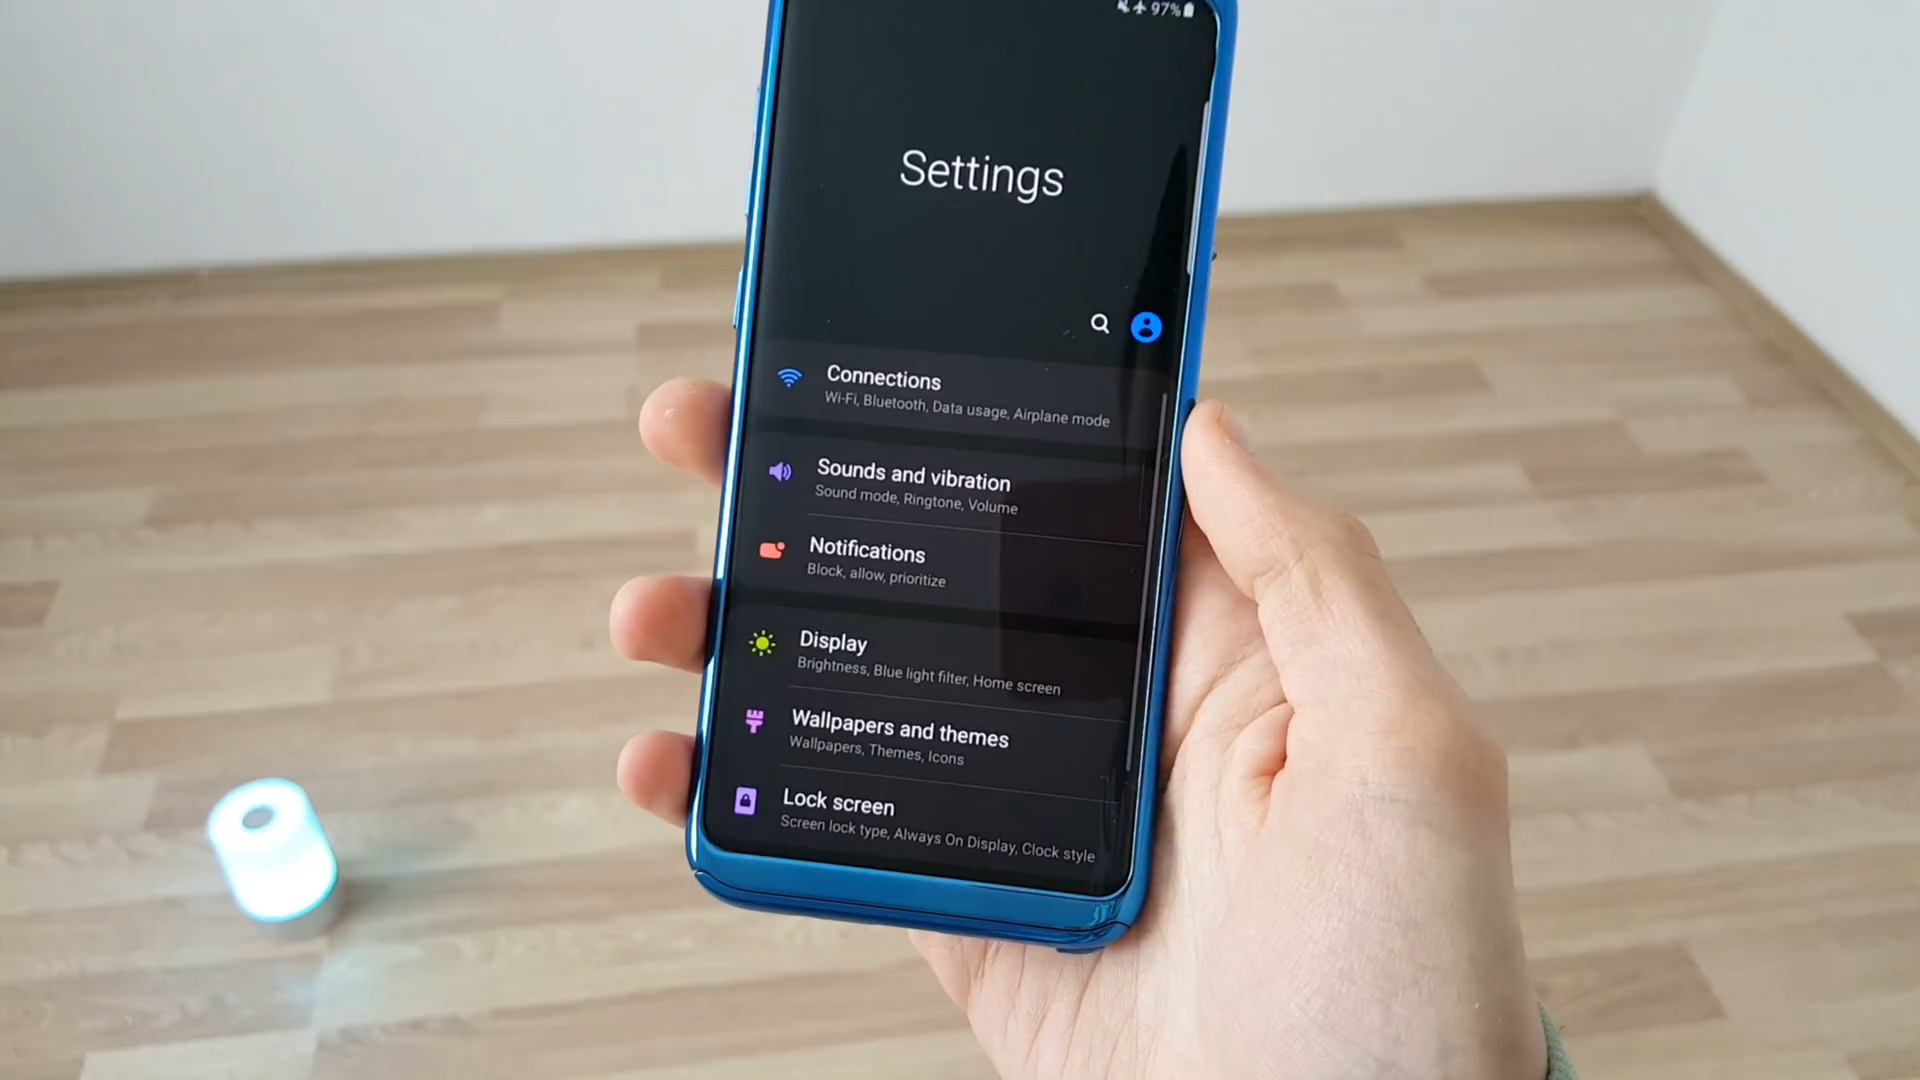 97%
Settings
Connections
Wi-Fi, Bluetooth, Data usage, Airplane mode
Sounds and vibration
Sound mode, Ringtone, Volume
Notifications
Block, allow, prioritize
Display
Brightness, Blue light filter, Home screen
Wallpapers and themes
Wallpapers, Themes, Icons
Lock screen
Screen lock type, Always On Display, Clock style